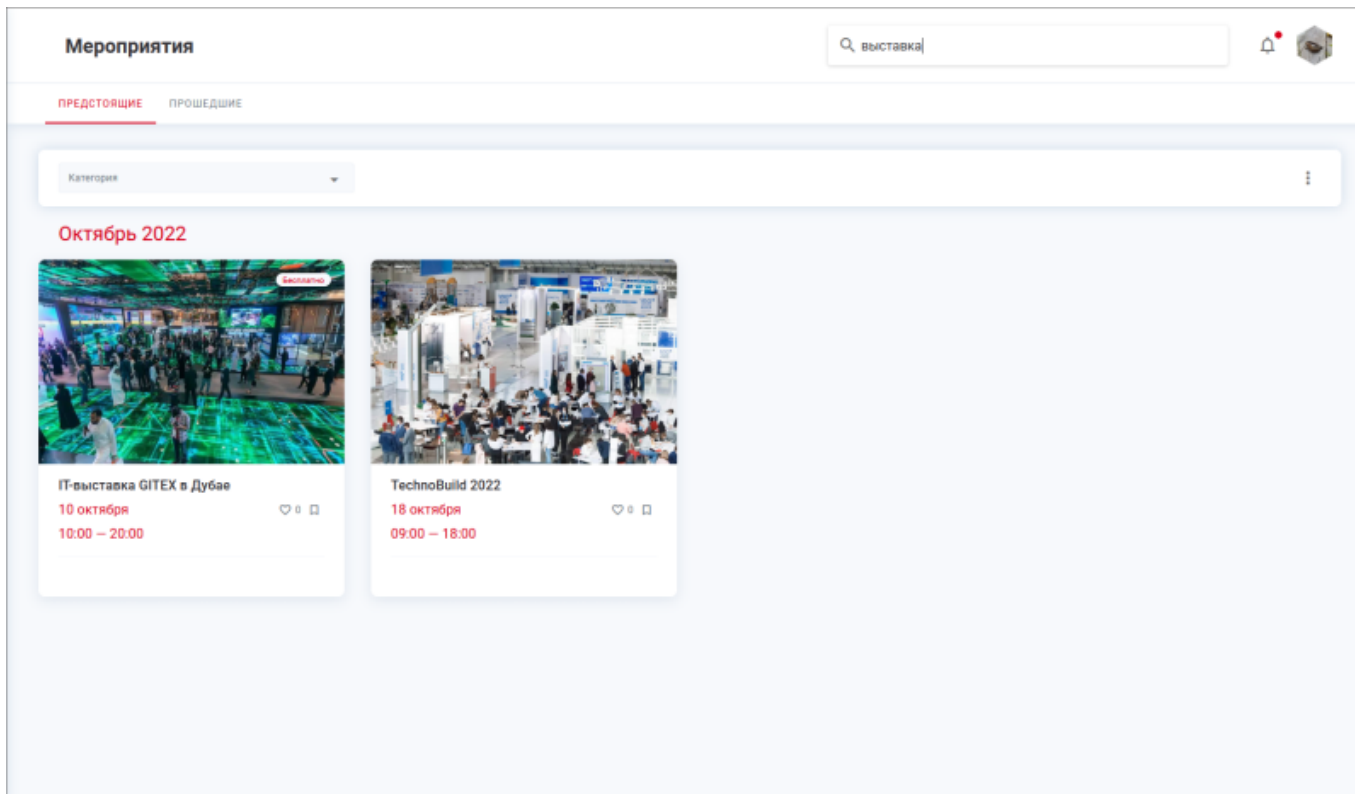 Мероприятия
выставка
ПРЕДСТОЯЩИЕ ПРОШЕДШИЕ
Категория
Октябрь 2022
Бесплатно
IT-выставка GITEX в Дубае
10 октября 0
10:00 — 20:00
TechnoBuild 2022
18 октября 0
09:00 — 18:00